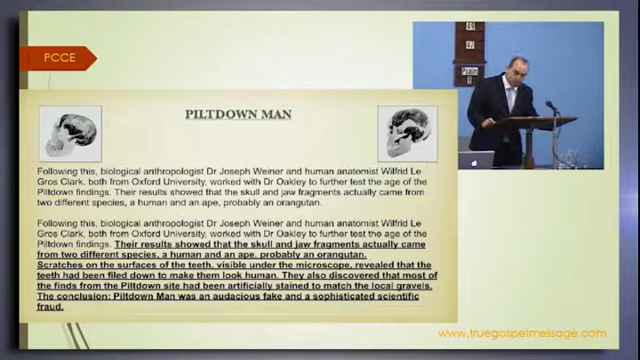 PCCE
PILTDOWN MAN
Following this, biological anthropologist Dr Joseph Weiner and human anatomist Wilfrid Le
Gros Clark, both from Oxford University, worked with Dr Oakley to further test the age of the
Piltdown findings. Their results showed that the skull and jaw fragments actually came from
two different species, a human and an ape, probably an orangutan.
Following this, biological anthropologist Dr Joseph Weiner and human anatomist Wilfrid Le
Gros Clark, both from Oxford University, worked with Dr Oakley to further test the age of the
Piltdown findings. Their results showed that the skull and jaw fragments actually came
from two different species, a human and an ape, probably an orangutan.
Scratches on the surfaces of the teeth, visible under the microscope, revealed that the
teeth had been filed down to make them look human. They also discovered that most of
the finds from the Piltdown site had been artificially stained to match the local gravels.
The conclusion: Piltdown Man was an audacious fake and a sophisticated scientific
fraud.
www.truegospelmessage.com